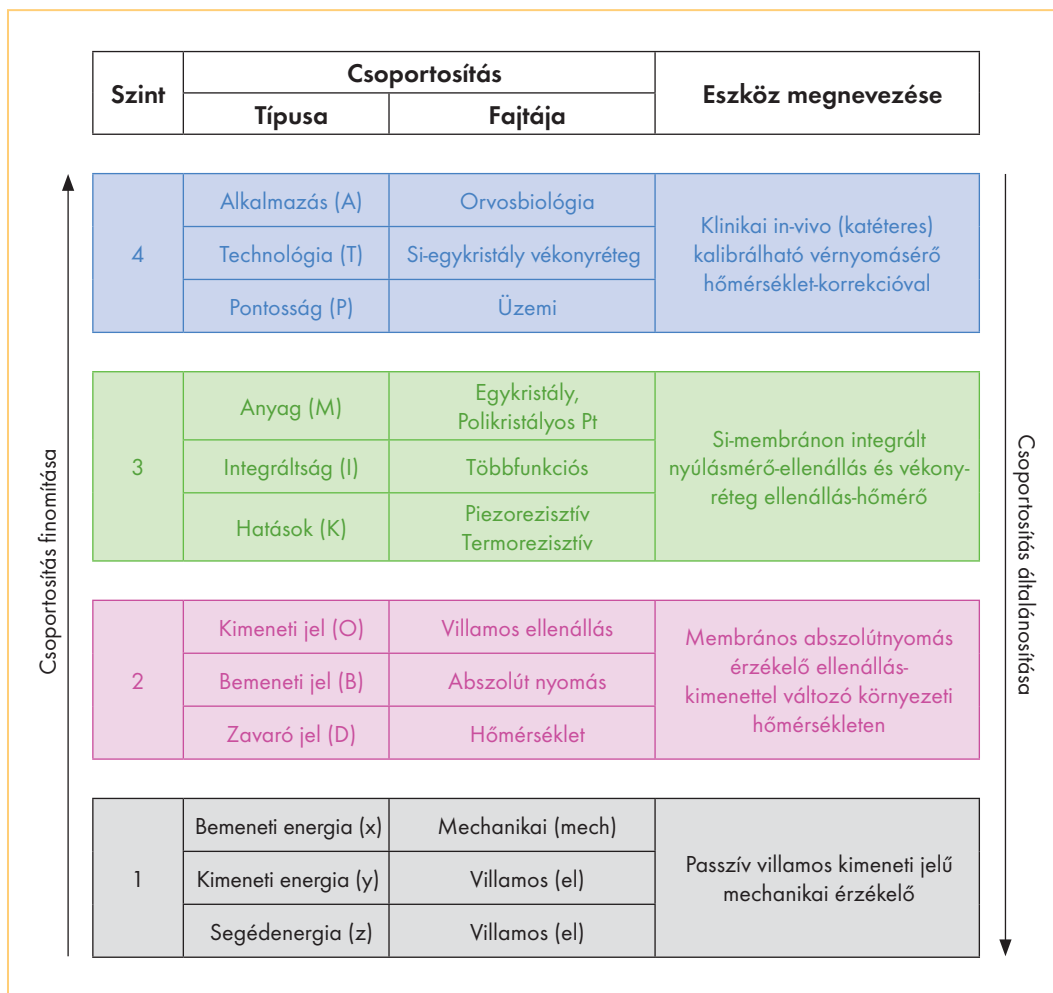 Szint
Csoportosítás
Típusa
Fajtája
Eszköz megnevezése
Csoportosítás finomítása
4
Alkalmazás (A)
Orvosbiológia
Technológia (T)
Si-egykristály vékonyréteg
Pontosság (P)
Üzemi
Klinikai in-vivo (katéteres)
kalibrálható vérnyomásérő
hőmérséklet-korrekcióval
3
Anyag (M)
Egykristály,
Polikristályos Pt
Integráltság (I)
Többfunkciós
Hatások (K)
Piezorezisztív
Termorezisztív
Si-membránon integrált
nyúlásmérő-ellenállás és vékony-
réteg ellenállás-hőmérő
2
Kimeneti jel (O)
Villamos ellenállás
Bemeneti jel (B)
Abszolút nyomás
Zavaró jel (D)
Hőmérséklet
Membrános abszolútnyomás
érzékelő ellenállás-
kimenettel változó környezeti
hőmérsékleten
1
Bemeneti energia (x)
Mechanikai (mech)
Kimeneti energia (y)
Villamos (el)
Segédenergia (z)
Villamos (el)
Passzív villamos kimeneti jelű
mechanikai érzékelő
Csoportosítás általánosítása